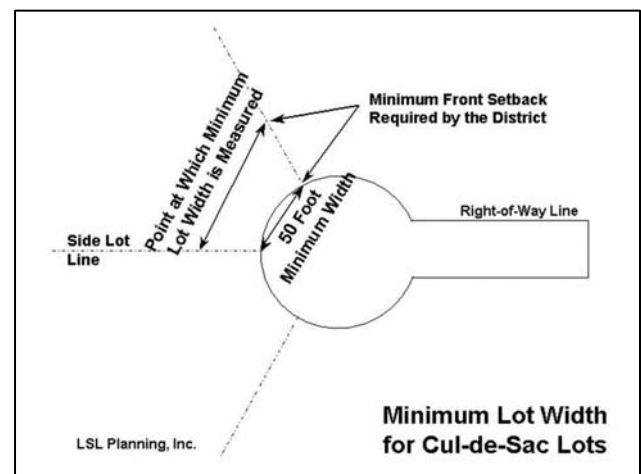 Point at Which Minimum
Lot Width is Measured
Minimum Front Setback
Required by the District
50 Foot
Minimum Width
Right-of-Way Line
Side Lot
Line
Minimum Lot Width
for Cul-de-Sac Lots
LSL Planning, Inc.